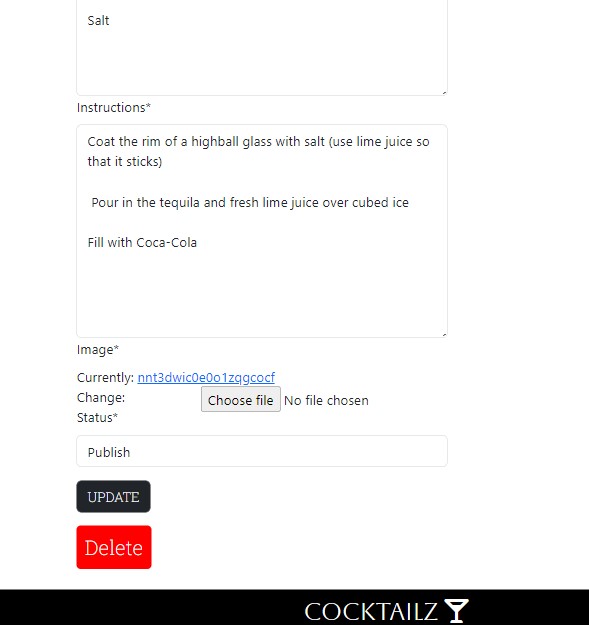 Salt
Instructions*
Coat the rim of a highball glass with salt (use lime juice so
that it sticks)
Pour in the tequila and fresh lime juice over cubed ice
Fill with Coca-Cola
Image*
Currently: nnt3dwic0e0o1zqgcocf
Change:
Choose file No file chosen
Status*
Publish
UPDATE
Delete
COCKTAILZ